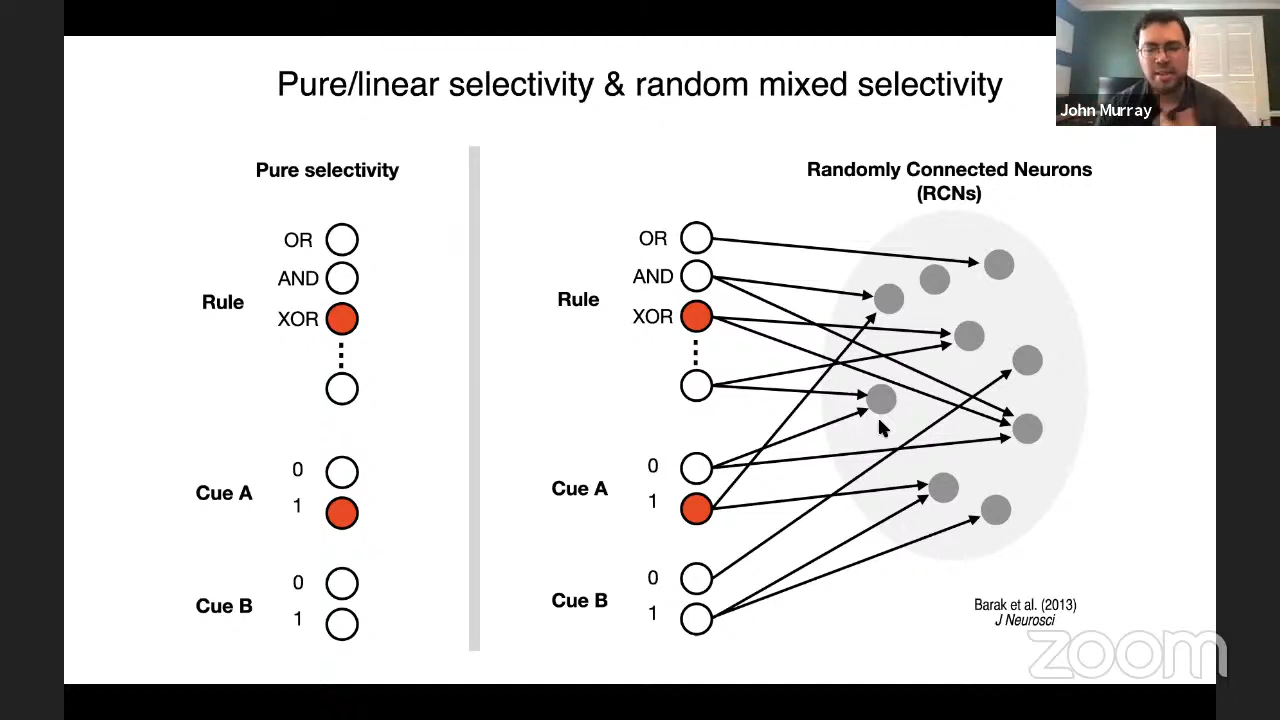 Pure/linear selectivity & random mixed selectivity
John Murray
Pure selectivity
OR
AND
Rule
XOR
0
Cue A
1
0
Cue B
1
Randomly Connected Neurons
(RCNs)
OR
AND
Rule
XOR
0
Cue A
1
0
Cue B
1
Barak et al. (2013)
J Neurosci
zoom